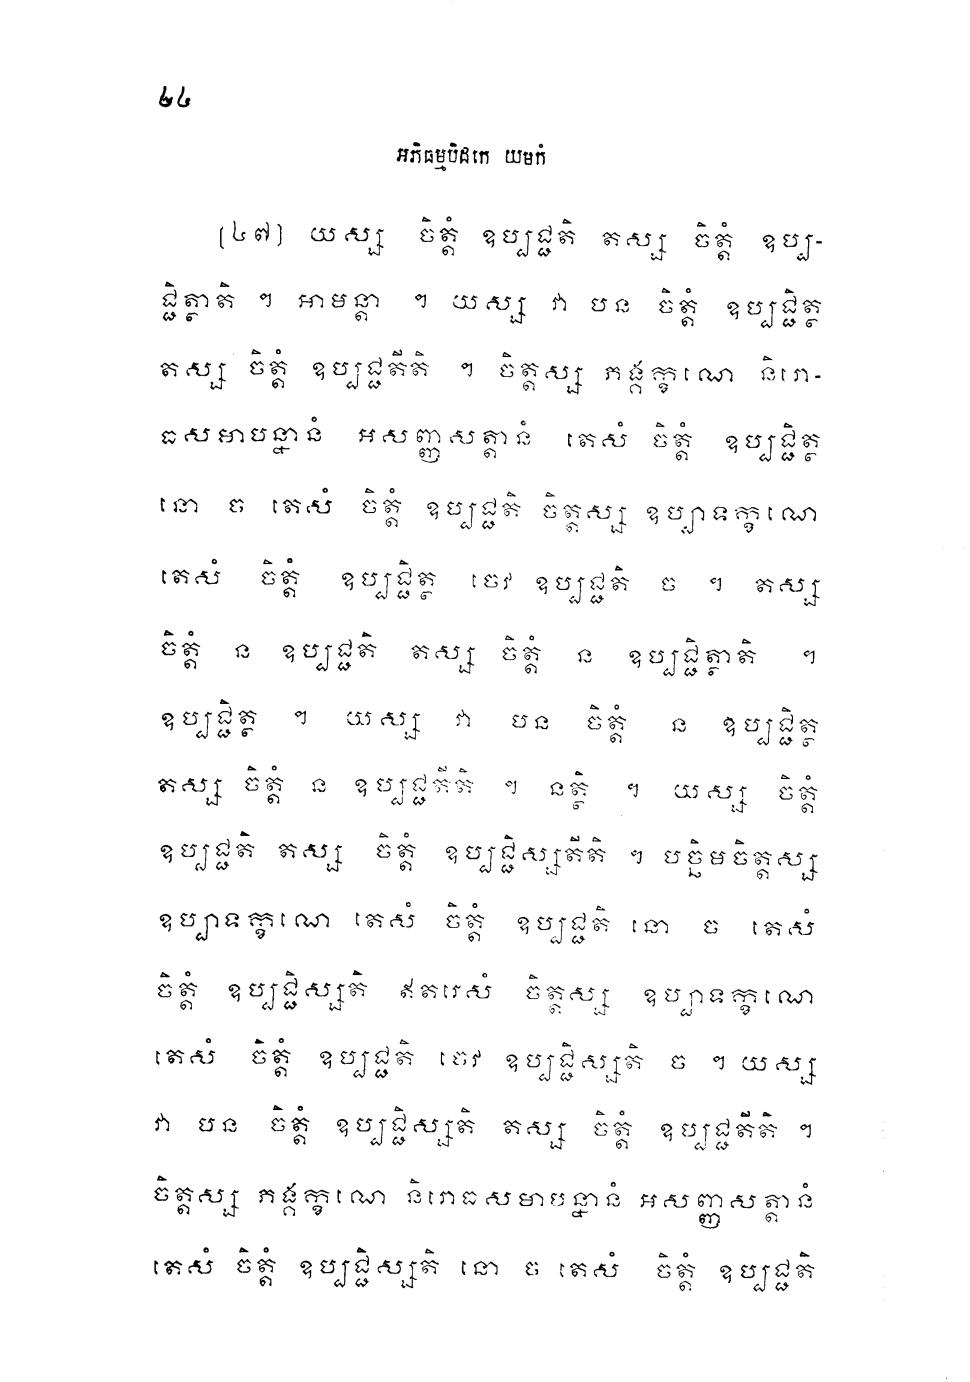 ២៤
អភិធម្មបិដកេ យមកំ
(៤៧) យស្ស ចិត្តំ ឧប្បជ្ជតិ តស្ស ចិត្តំ ឧប្ប-
ជ្ជិត្ថាតិ ។ អាមន្តា ។ យស្ស វា បន ចិត្តំ ឧប្បជ្ជិត្ថ
តស្ស ចិត្តំ ឧប្បជ្ជតីតិ ។ ចិត្តស្ស ភង្គក្ខណេ និរោ-
ធសមាបន្នានំ អសញ្ញសត្តានំ តេសំ ចិត្តំ ឧប្បជ្ជិត្ថ
នោ ច តេសំ ចិត្តំ ឧប្បជ្ជតិ ចិត្តស្ស ឧប្បាទក្ខណេ
តេសំ ចិត្តំ ឧប្បជ្ជិត្ថ ចេវ ឧប្បជ្ជតិ ច ។ តស្ស
ចិត្តំ ន ឧប្បជ្ជតិ តស្ស ចិត្តំ ន ឧប្បជ្ជិត្ថាតិ ។
ឧប្បជ្ជិត្ថ ។ យស្ស វា បន ចិត្តំ ន ឧប្បជ្ជិត្ថ
តស្ស ចិត្តំ ន ឧប្បជ្ជតីតិ ។ នត្ថិ ។ យស្ស ចិត្តំ
ឧប្បជ្ជតិ តស្ស ចិត្តំ ឧប្បជ្ជិស្សតីតិ ។ បច្ឆិមចិត្តស្ស
ឧប្បាទក្ខណេ តេសំ ចិត្តំ ឧប្បជ្ជតិ នោ ច តេសំ
ចិត្តំ ឧប្បជ្ជិស្សតិ ឥតរេសំ ចិត្តស្ស ឧប្បាទក្ខណេ
តេសំ ចិត្តំ ឧប្បជ្ជតិ ចេវ ឧប្បជ្ជិស្សតិ ច ។ យស្ស
វា បន ចិត្តំ ឧប្បជ្ជិស្សតិ តស្ស ចិត្តំ ឧប្បជ្ជតីតិ ។
ចិត្តស្ស ភង្គក្ខណេ និរោធសមាបន្នានំ អសញ្ញសត្តានំ
តេសំ ចិត្តំ ឧប្បជ្ជិស្សតិ នោ ច តេសំ ចិត្តំ ឧប្បជ្ជតិ